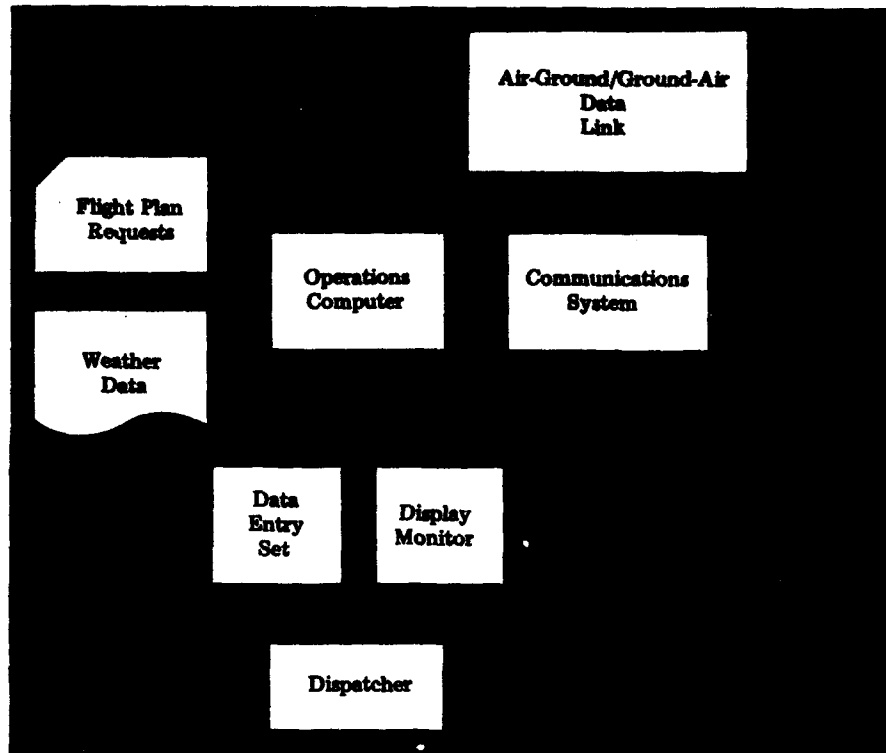 Air-Ground/Ground-Air
Data
Link
Flight Plan
Requests
Operations
Computer
Communications
System
Weather
Data
Data
Entry
Set
Display
Monitor
Dispatcher